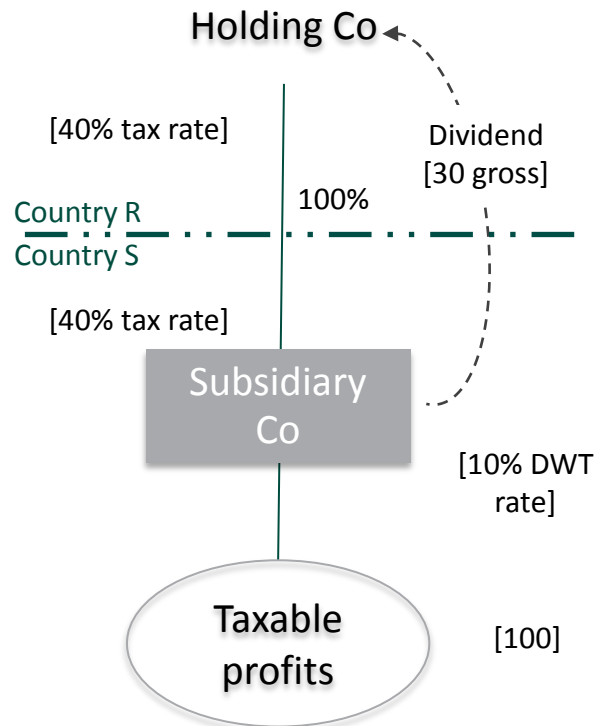 Holding Co
[40% tax rate]
Dividend
[30 gross]
100%
Country R
Country S
[40% tax rate]
Subsidiary
Co
[10% DWT
rate]
Taxable
profits
[100]